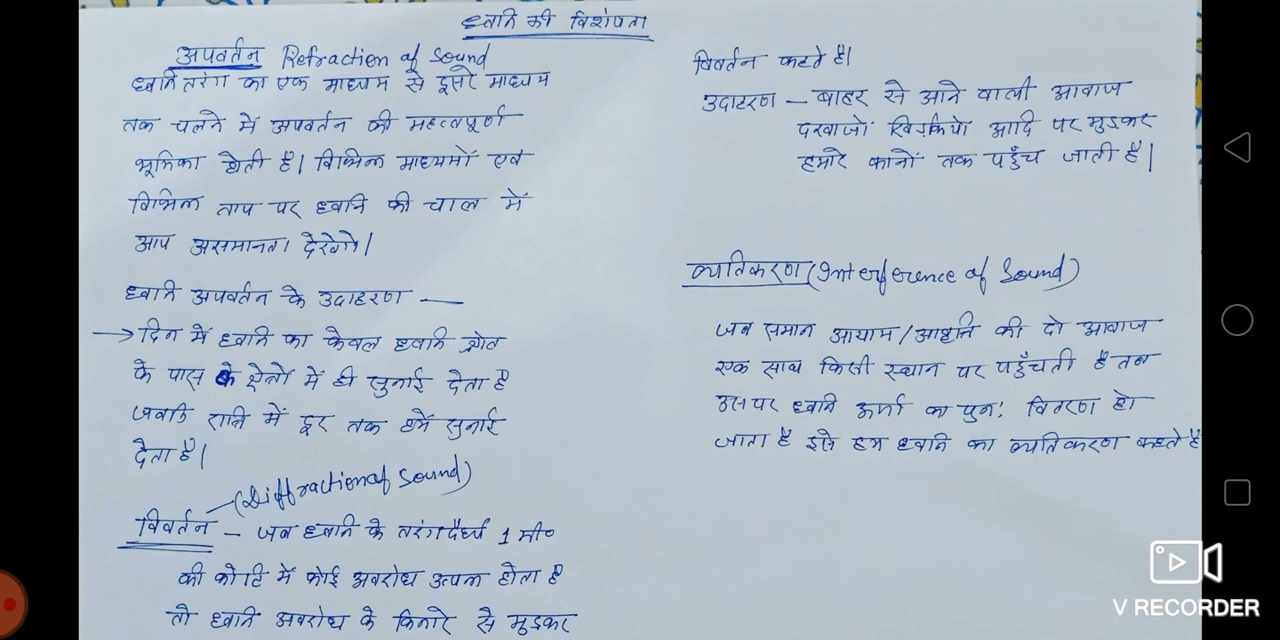 ध्वनि की विशेषता
अपवर्तन Refraction of Sound
ध्वनि तरंग का एक माध्यम से दूसरे माध्यम
तक चलने में अपवर्तन की महत्वपूर्ण
भूमिका होती है। विभिन्न माध्यमों एवं
विभिन्न ताप पर ध्वनि की चाल में
आप असमानता देखेंगे।
ध्वनि अपवर्तन के उदाहरण —
→ दिन में ध्वनि का केवल ध्वनि श्रोत
के पास के क्षेत्रो में ही सुनाई देता है
जबकि रात्रि में दूर तक हमें सुनाई
देता है।
(Diffraction of Sound)
विवर्तन – जब ध्वनि के तरंगदैर्ध्य 1 मी०
की कोटि में कोई अवरोध उत्पन्न होता है
तो ध्वनि अवरोध के किनारे से मुडकर
विवर्तन कहते है।
उदाहरण – बाहर से आने वाली आवाज
दरवाजों खिडकियो आदि पर मुडकर
हमारे कानों तक पहुँच जाती है।
व्यतिकरण (Interference of Sound)
जब समान आयाम/आवृत्ति की दो आवाज
एक साथ किसी स्थान पर पहुँचती है तब
उस पर ध्वनि ऊर्जा का पुन: वितरण हो
जाता है इसे हम ध्वनि का व्यतिकरण कहते है
V RECORDER